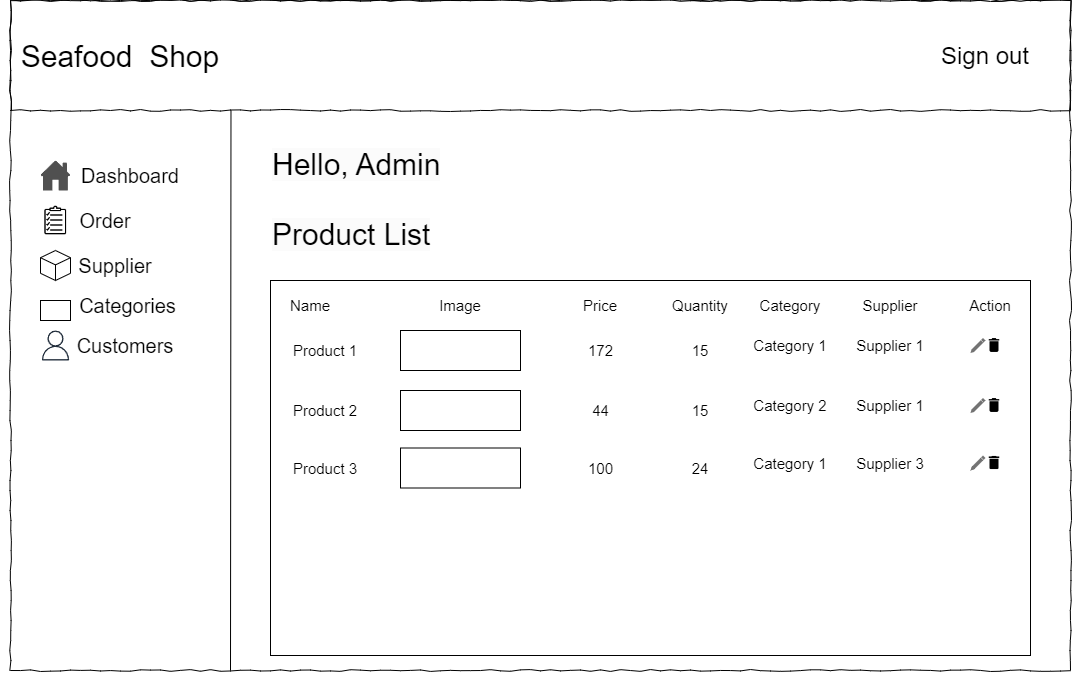 Seafood Shop
Sign out
Dashboard
Order
Supplier
Categories
Customers
Hello, Admin
Product List
Name Image Price Quantity Category Supplier Action
Product 1 172 15 Category 1 Supplier 1
Product 2 44 15 Category 2 Supplier 1
Product 3 100 24 Category 1 Supplier 3